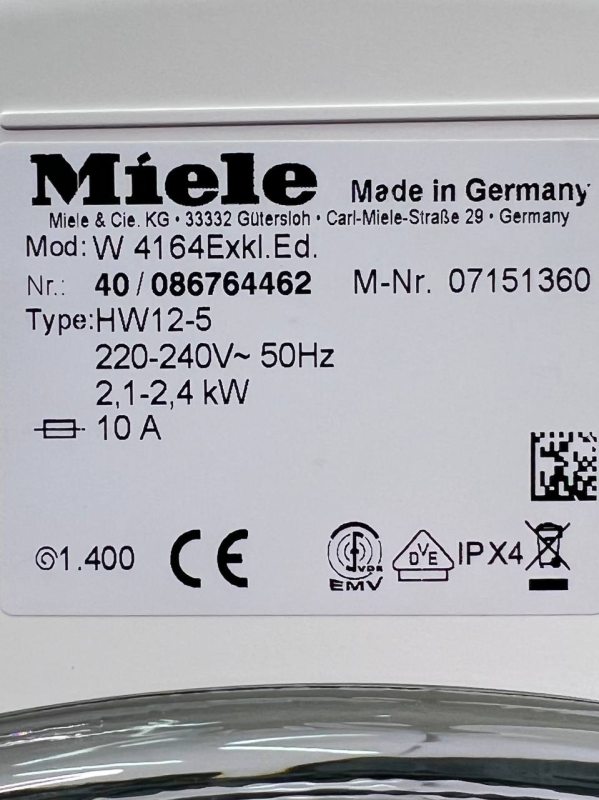 Miele Made in Germany
Miele & Cie. KG · 33332 Gütersloh · Carl-Miele-Straße 29 · Germany
Mod: W 4164Exkl.Ed.
Nr.: 40/086764462 M-Nr. 07151360
Type:HW12-5
220-240V~ 50Hz
2,1-2,4 kW
10 A
1.400 CE VDE EMV DVE IPX4